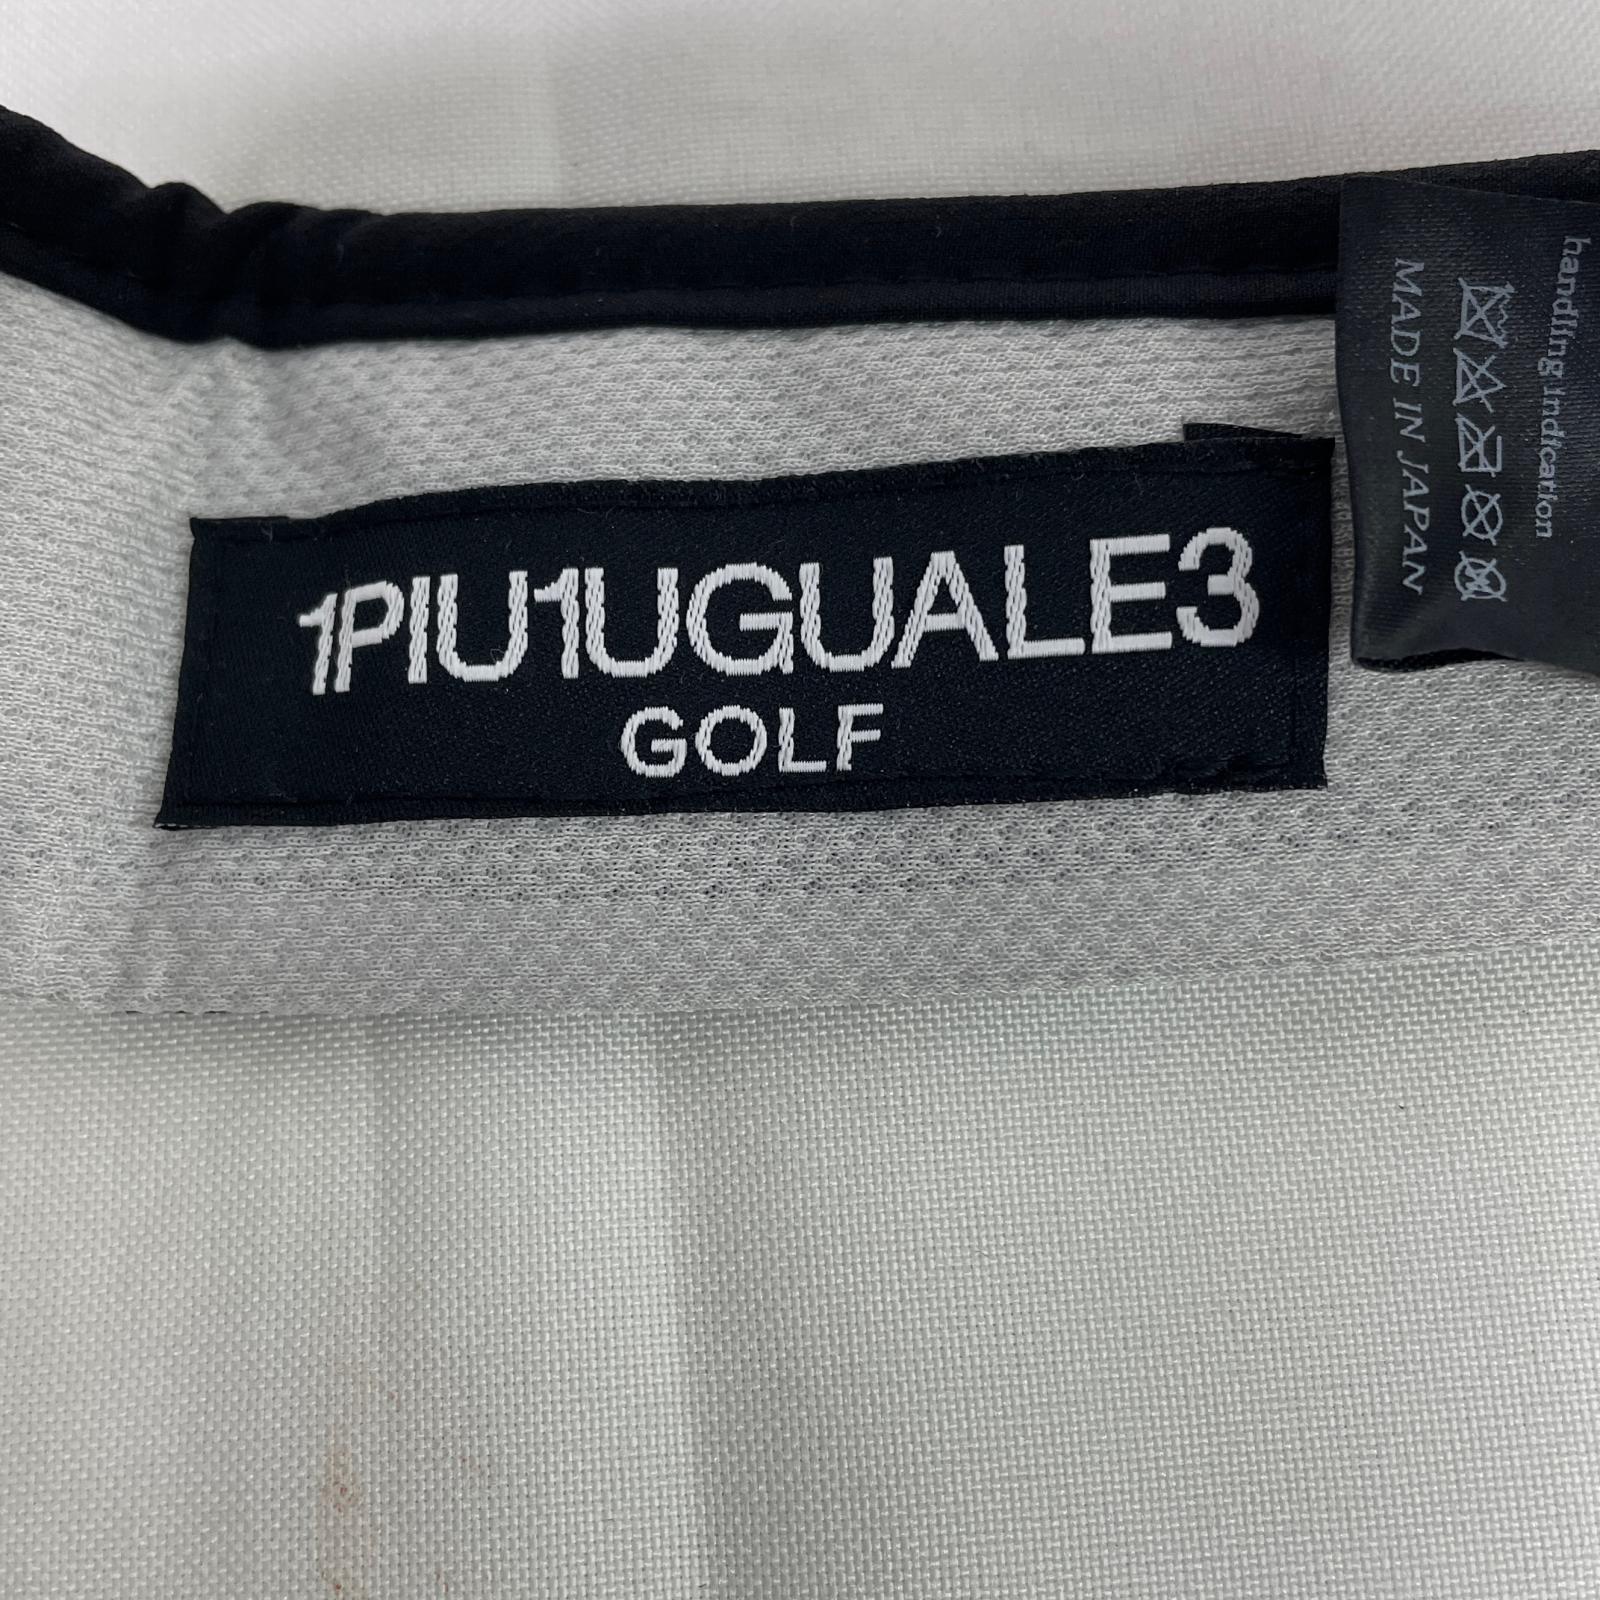 1PIU1UGUALE3
GOLF
handling indication
MADE IN JAPAN